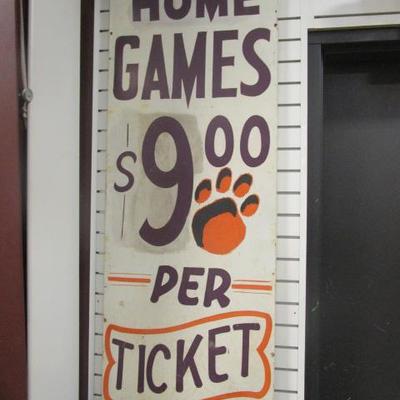 HOME
GAMES
$9.00
PER
TICKET